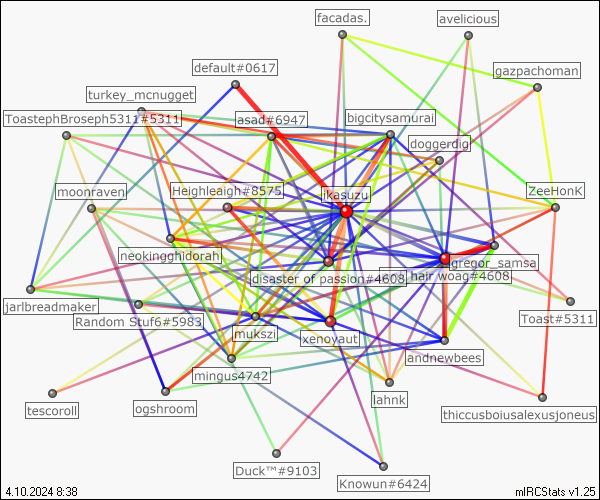 facadas.
avelicious
default#0617
gazpachoman
turkey_mcnugget
ToastephBroseph5311#5311
asad#6947
bigcitysamurai
doggerdig
moonraven
Heighleaigh#8575
ikasuzu
ZeeHonK
neokingghidorah
gregor_samsa
disaster of passion#4608
hair woag#4608
jarlbreadmaker
Random Stuf6#5983
Toast#5311
mukszi
xenoyaut
andnewbees
mingus4742
lahnk
tescoroll
ogshroom
thiccusboiusalexusjoneus
Duck™#9103
Knowun#6424
4.10.2024 8:38
mIRCStats v1.25